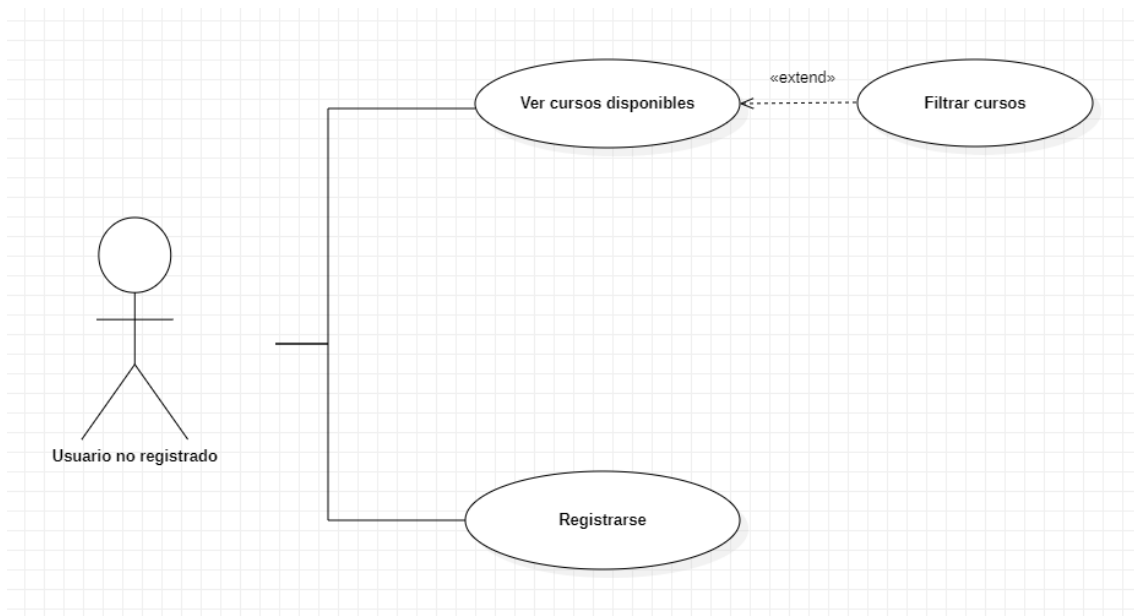 «extend»
Ver cursos disponibles
Filtrar cursos
Usuario no registrado
Registrarse